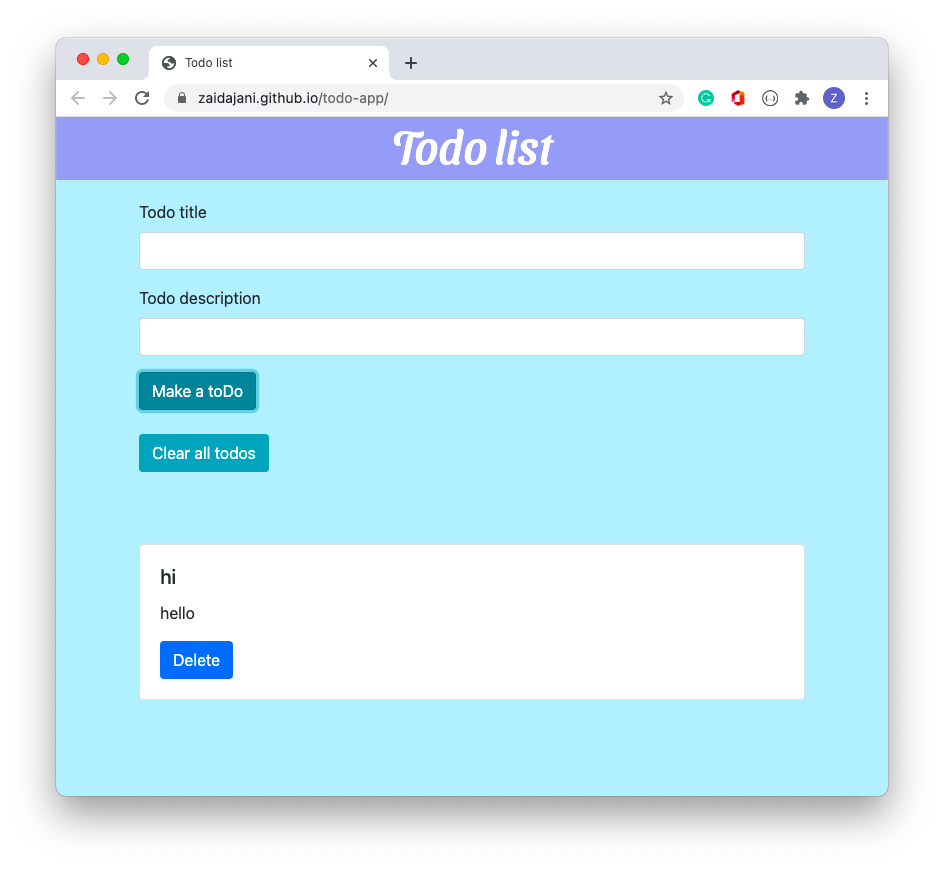 Todo list
zaidajani.github.io/todo-app/
Z
Todo list
Todo title
Todo description
Make a toDo
Clear all todos
hi
hello
Delete